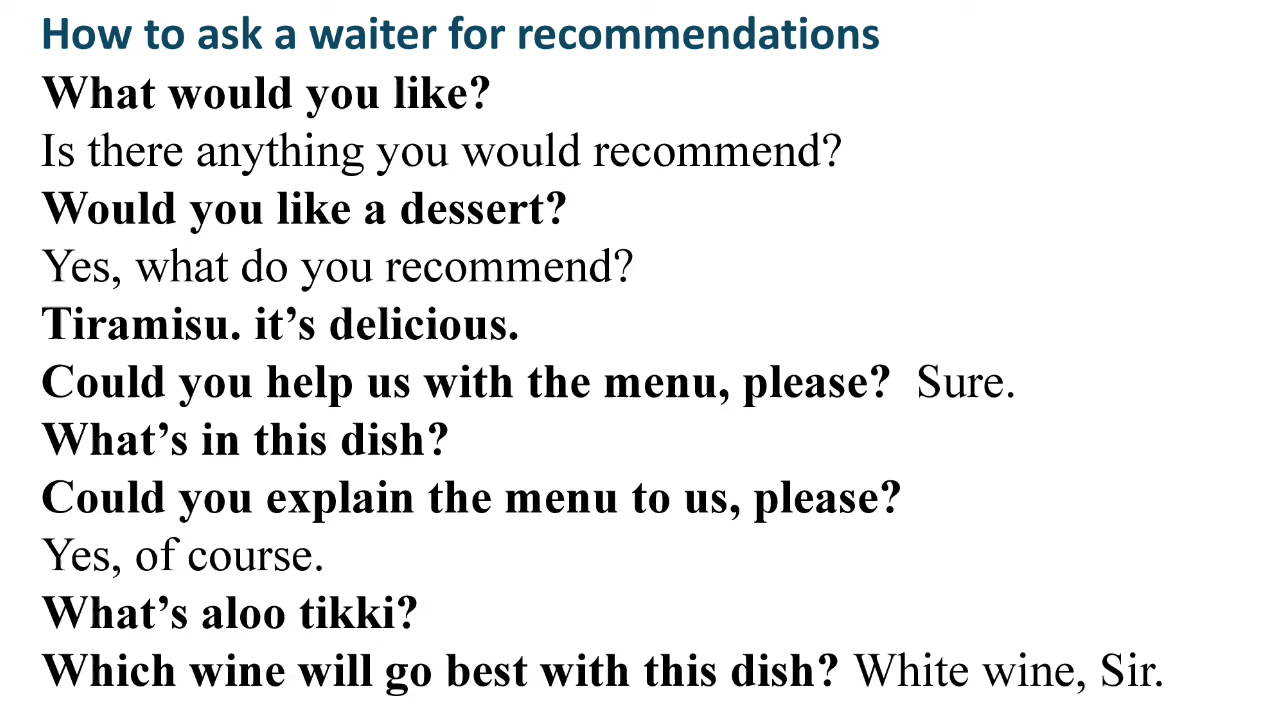 How to ask a waiter for recommendations
What would you like?
Is there anything you would recommend?
Would you like a dessert?
Yes, what do you recommend?
Tiramisu. it’s delicious.
Could you help us with the menu, please?  Sure.
What’s in this dish?
Could you explain the menu to us, please?
Yes, of course.
What’s aloo tikki?
Which wine will go best with this dish? White wine, Sir.